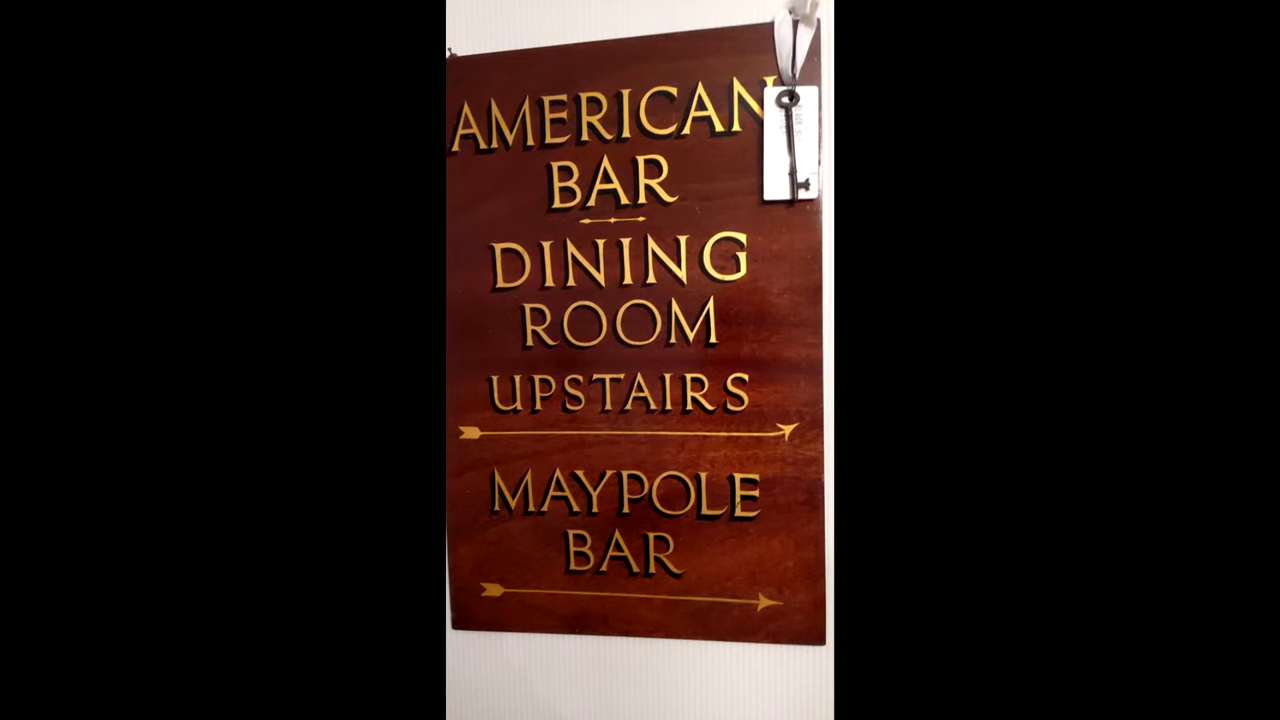 AMERICAN
BAR
DINING
ROOM
UPSTAIRS
MAYPOLE
BAR